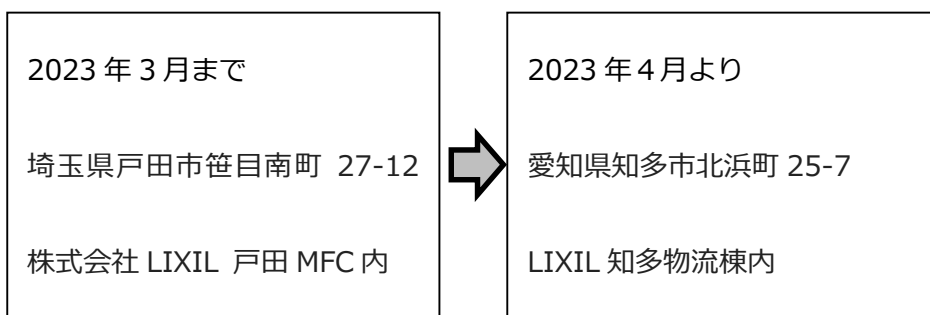 2023 年 3 月まで
埼玉県戸田市笹目南町 27-12
株式会社 LIXIL 戸田 MFC 内
2023 年４月より
愛知県知多市北浜町 25-7
LIXIL 知多物流棟内